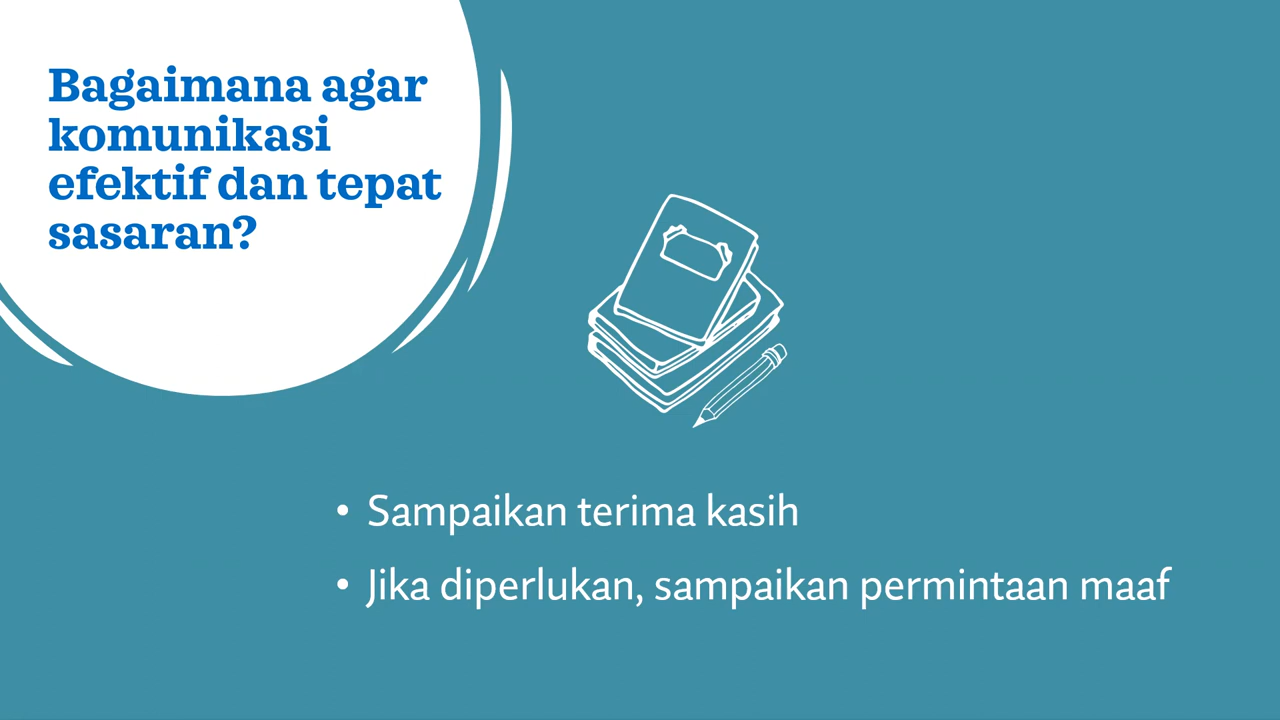 Bagaimana agar
komunikasi
efektif dan tepat
sasaran?
• Sampaikan terima kasih
• Jika diperlukan, sampaikan permintaan maaf